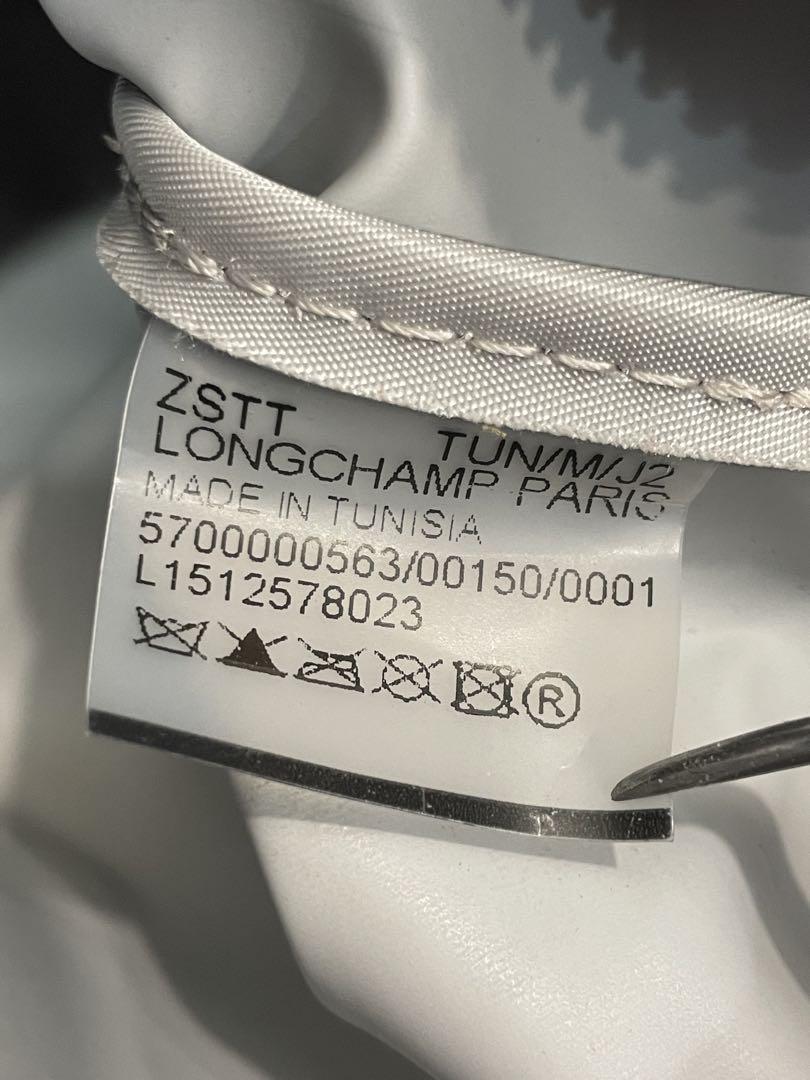 ZSTT TUN/M/J2
LONGCHAMP PARIS
MADE IN TUNISIA
5700000563/00150/0001
L1512578023
®